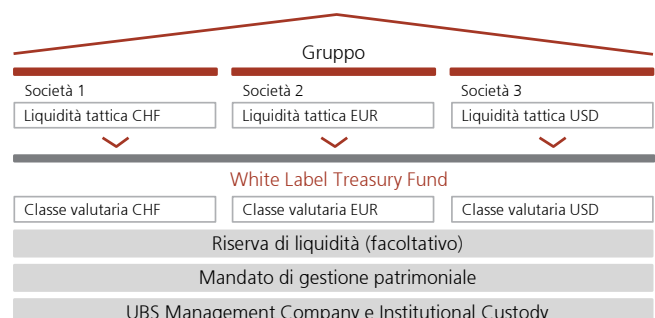 Gruppo
Società 1 Società 2 Società 3
Liquidità tattica CHF Liquidità tattica EUR Liquidità tattica USD
White Label Treasury Fund
Classe valutaria CHF Classe valutaria EUR Classe valutaria USD
Riserva di liquidità (facoltativo)
Mandato di gestione patrimoniale
UBS Management Company e Institutional Custody